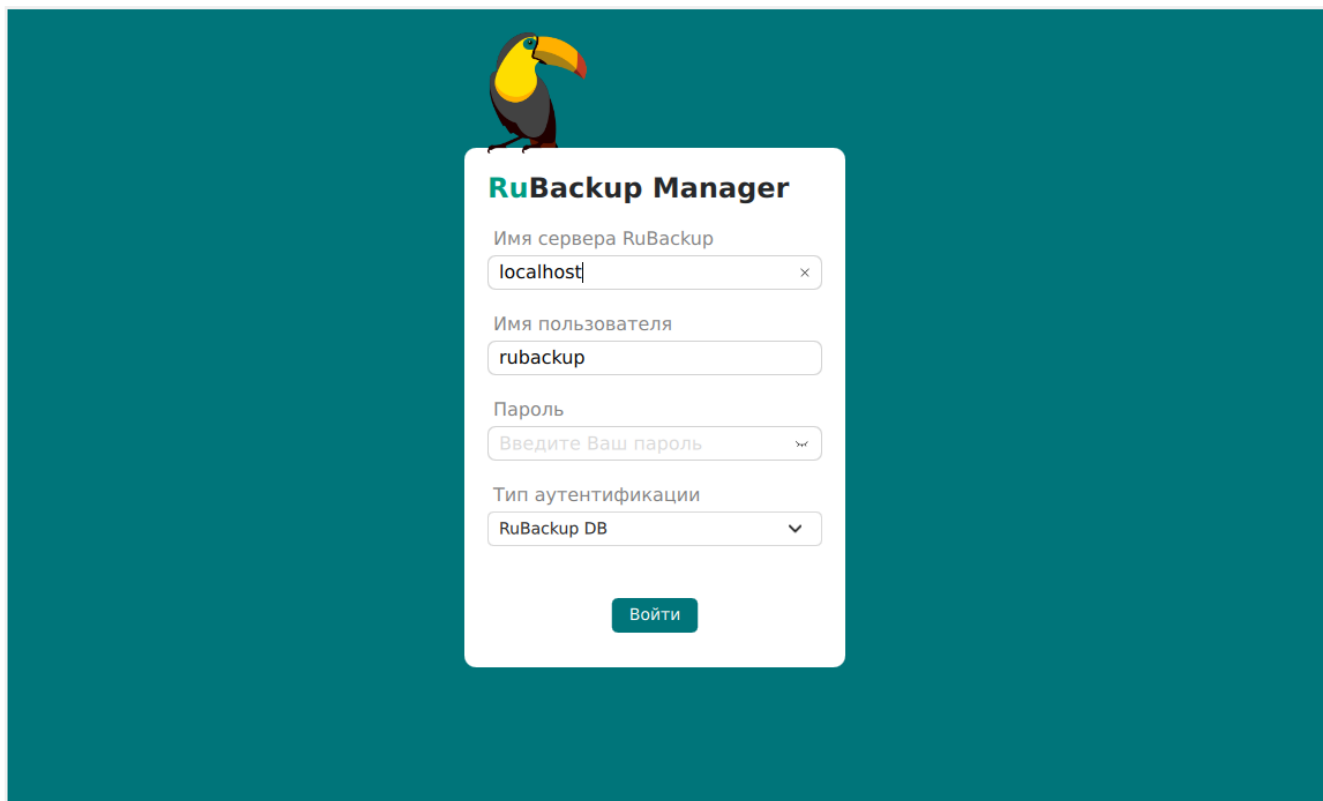 RuBackup Manager
Имя сервера RuBackup
localhost
Имя пользователя
rubackup
Пароль
Введите Ваш пароль
Тип аутентификации
RuBackup DB
Войти